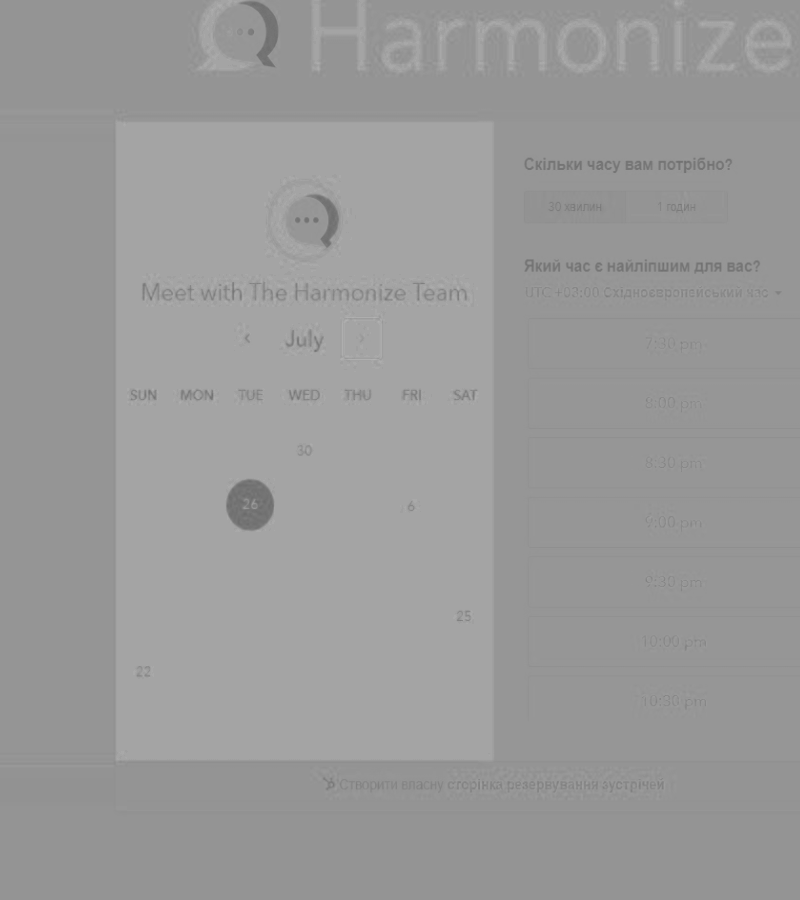 Harmonize
Meet with The Harmonize Team
July
SUN MON TUE WED THU FRI SAT
30
26 6
25
22
Скільки часу вам потрібно?
30 хвилин 1 годин
Який час є найліпшим для вас?
UTC +03:00 Східноєвропейський час
7:30 pm
8:00 pm
8:30 pm
9:00 pm
9:30 pm
10:00 pm
10:30 pm
Створити власну сторінка резервування зустрічей